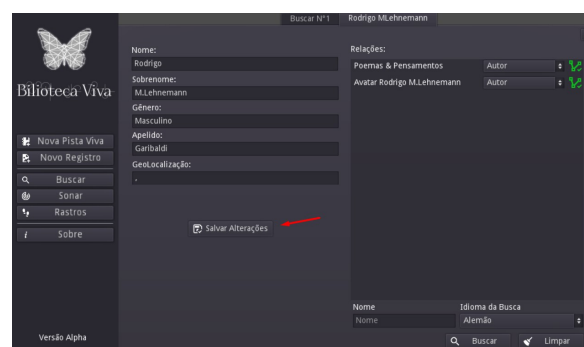 Bilioteca Viva
Nova Pista Viva
Novo Registro
Buscar
Sonar
Rastros
Sobre
Versão Alpha
Buscar N°1
Rodrigo MLehnemann
Nome:
Rodrigo
Sobrenome:
M.Lehnemann
Gênero:
Masculino
Apelido:
Garibaldi
GeoLocalização:
,
Salvar Alterações
Relações:
Poemas & Pensamentos Autor
Avatar Rodrigo M.Lehnemann Autor
Nome Idioma da Busca
Nome Alemão
Buscar Limpar